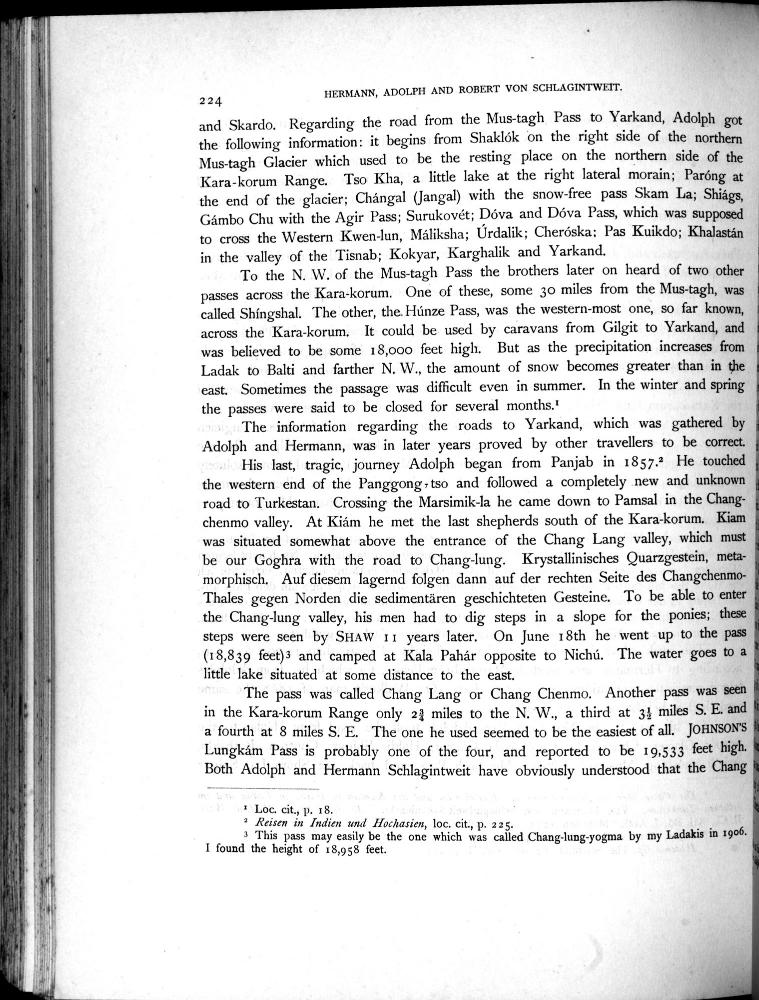 224
HERMANN, ADOLPH AND ROBERT VON SCHLAGINTWEIT.
and Skardo. Regarding the road from the Mus-tagh Pass to Yarkand, Adolph got
the following information: it begins from Shaklók on the right side of the northern
Mus-tagh Glacier which used to be the resting place on the northern side of the
Kara-korum Range. Tso Kha, a little lake at the right lateral morain; Paróng at
the end of the glacier; Chángal (Jangal) with the snow-free pass Skam La; Shiágs,
Gámbo Chu with the Agir Pass; Surukovét; Dóva and Dóva Pass, which was supposed
to cross the Western Kwen-lun, Máliksha; Úrdalik; Cheróska; Pas Kuikdo; Khalastán
in the valley of the Tisnab; Kokyar, Karghalik and Yarkand.
To the N. W. of the Mus-tagh Pass the brothers later on heard of two other
passes across the Kara-korum. One of these, some 30 miles from the Mus-tagh, was
called Shíngshal. The other, the Húnze Pass, was the western-most one, so far known,
across the Kara-korum. It could be used by caravans from Gilgit to Yarkand, and
was believed to be some 18,000 feet high. But as the precipitation increases from
Ladak to Balti and farther N. W., the amount of snow becomes greater than in the
east. Sometimes the passage was difficult even in summer. In the winter and spring
the passes were said to be closed for several months.¹
The information regarding the roads to Yarkand, which was gathered by
Adolph and Hermann, was in later years proved by other travellers to be correct.
His last, tragic, journey Adolph began from Panjab in 1857.² He touched
the western end of the Panggong-tso and followed a completely new and unknown
road to Turkestan. Crossing the Marsimik-la he came down to Pamsal in the Chang-
chenmo valley. At Kiám he met the last shepherds south of the Kara-korum. Kiam
was situated somewhat above the entrance of the Chang Lang valley, which must
be our Goghra with the road to Chang-lung. Krystallinisches Quarzgestein, meta-
morphisch. Auf diesem lagernd folgen dann auf der rechten Seite des Changchenmo-
Thales gegen Norden die sedimentären geschichteten Gesteine. To be able to enter
the Chang-lung valley, his men had to dig steps in a slope for the ponies; these
steps were seen by SHAW 11 years later. On June 18th he went up to the pass
(18,839 feet)³ and camped at Kala Pahár opposite to Nichú. The water goes to a
little lake situated at some distance to the east.
The pass was called Chang Lang or Chang Chenmo. Another pass was seen
in the Kara-korum Range only 2¾ miles to the N. W., a third at 3½ miles S. E. and
a fourth at 8 miles S. E. The one he used seemed to be the easiest of all. JOHNSON'S
Lungkám Pass is probably one of the four, and reported to be 19,533 feet high.
Both Adolph and Hermann Schlagintweit have obviously understood that the Chang
¹ Loc. cit., p. 18.
² Reisen in Indien und Hochasien, loc. cit., p. 225.
³ This pass may easily be the one which was called Chang-lung-yogma by my Ladakis in 1906.
I found the height of 18,958 feet.